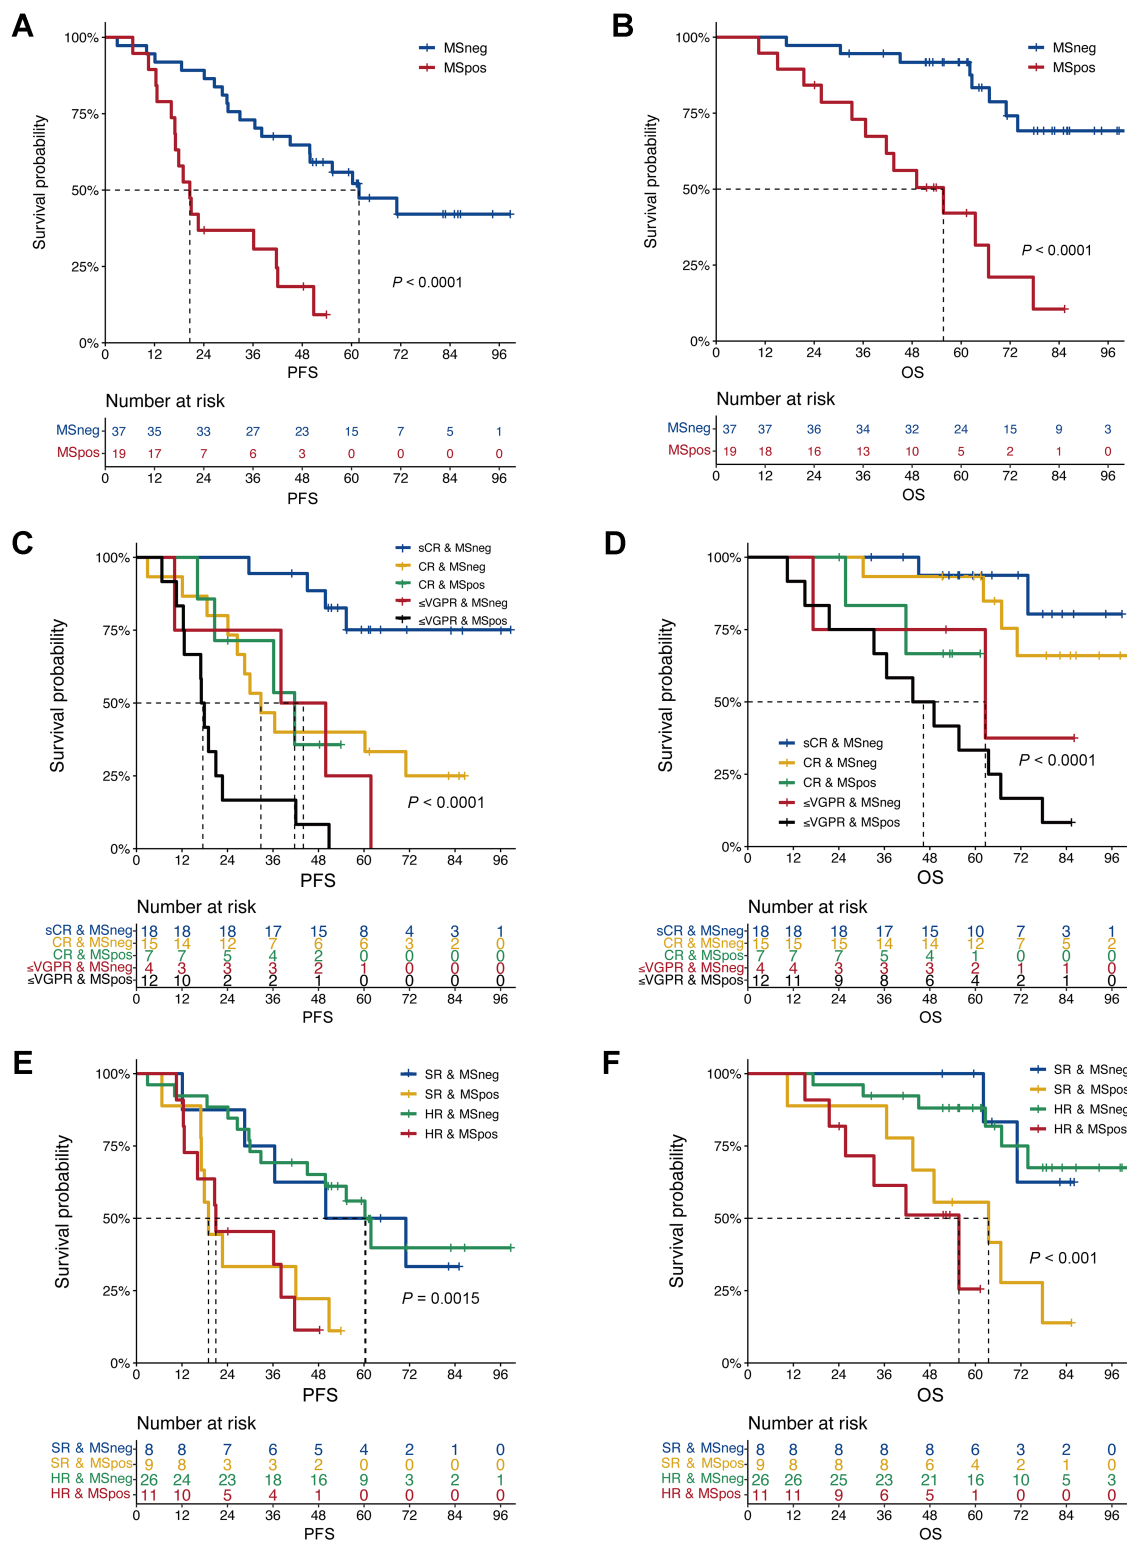 A
100%
75%
50%
25%
0%
Survival probability
MSneg
MSpos
P < 0.0001
0 12 24 36 48 60 72 84 96
PFS
Number at risk
MSneg 37 35 33 27 23 15 7 5 1
MSpos 19 17 7 6 3 0 0 0 0
0 12 24 36 48 60 72 84 96
PFS
B
100%
75%
50%
25%
0%
Survival probability
MSneg
MSpos
P < 0.0001
0 12 24 36 48 60 72 84 96
OS
Number at risk
MSneg 37 37 36 34 32 24 15 9 3
MSpos 19 18 16 13 10 5 2 1 0
0 12 24 36 48 60 72 84 96
OS
C
100%
75%
50%
25%
0%
Survival probability
sCR & MSneg
CR & MSneg
CR & MSpos
≤VGPR & MSneg
≤VGPR & MSpos
P < 0.0001
0 12 24 36 48 60 72 84 96
PFS
Number at risk
sCR & MSneg 18 18 18 17 15 8 4 3 1
CR & MSneg 15 14 12 7 6 6 3 2 0
CR & MSpos 7 7 5 4 2 0 0 0 0
≤VGPR & MSneg 4 3 3 3 2 1 0 0 0
≤VGPR & MSpos 12 10 2 2 1 0 0 0 0
0 12 24 36 48 60 72 84 96
PFS
D
100%
75%
50%
25%
0%
Survival probability
sCR & MSneg
CR & MSneg
CR & MSpos
≤VGPR & MSneg
≤VGPR & MSpos
P < 0.0001
0 12 24 36 48 60 72 84 96
OS
Number at risk
sCR & MSneg 18 18 18 17 15 10 7 3 1
CR & MSneg 15 15 15 14 14 12 7 5 2
CR & MSpos 7 7 7 5 4 1 0 0 0
≤VGPR & MSneg 4 4 3 3 3 2 1 1 0
≤VGPR & MSpos 12 11 9 8 6 4 2 1 0
0 12 24 36 48 60 72 84 96
OS
E
100%
75%
50%
25%
0%
Survival probability
SR & MSneg
SR & MSpos
HR & MSneg
HR & MSpos
P = 0.0015
0 12 24 36 48 60 72 84 96
PFS
Number at risk
SR & MSneg 8 8 7 6 5 4 2 1 0
SR & MSpos 9 8 3 3 2 0 0 0 0
HR & MSneg 26 24 23 18 16 9 3 2 1
HR & MSpos 11 10 5 4 1 0 0 0 0
0 12 24 36 48 60 72 84 96
PFS
F
100%
75%
50%
25%
0%
Survival probability
SR & MSneg
SR & MSpos
HR & MSneg
HR & MSpos
P < 0.001
0 12 24 36 48 60 72 84 96
OS
Number at risk
SR & MSneg 8 8 8 8 8 6 3 2 0
SR & MSpos 9 8 8 8 6 4 2 1 0
HR & MSneg 26 26 25 23 21 16 10 5 3
HR & MSpos 11 11 9 6 5 1 0 0 0
0 12 24 36 48 60 72 84 96
OS